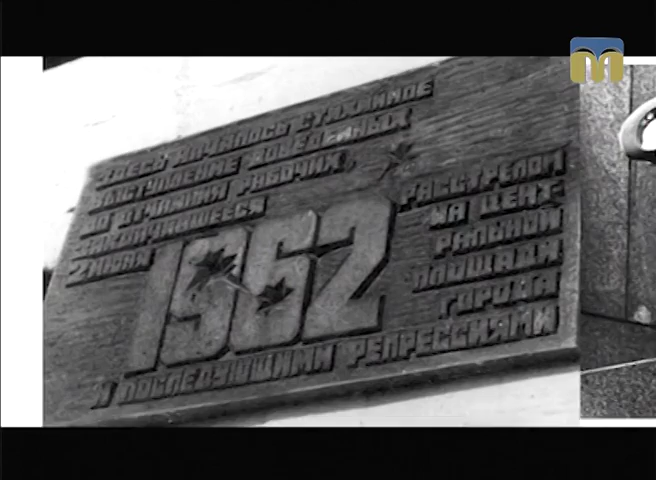 ЗДЕСЬ НАЧАЛОСЬ СТИХИЙНОЕ
ВЫСТУПЛЕНИЕ ДОВЕДЕННЫХ
ДО ОТЧАЯНИЯ РАБОЧИХ,
ЗАКОНЧИВШЕЕСЯ
2 ИЮНЯ
1962
РАССТРЕЛОМ
НА ЦЕНТ-
РАЛЬНОЙ
ПЛОЩАДИ
ГОРОДА
И ПОСЛЕДУЮЩИМИ РЕПРЕССИЯМИ